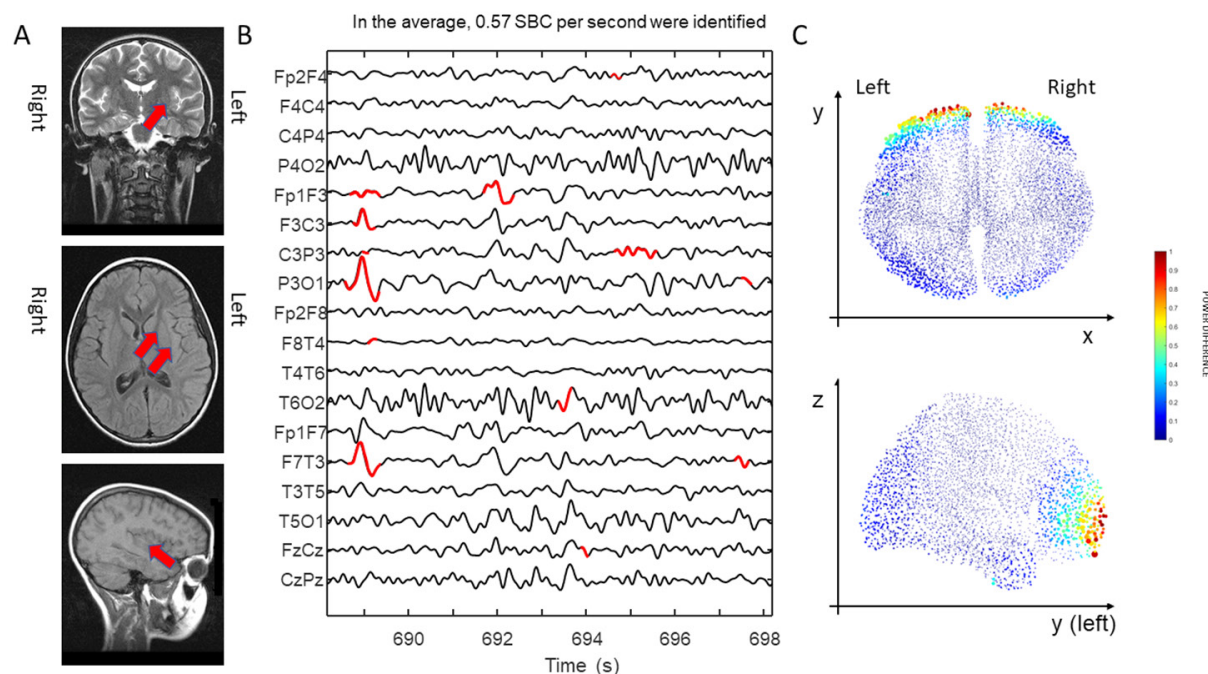 A
Right
Left
Right
Left
B
In the average, 0.57 SBC per second were identified
Fp2F4
F4C4
C4P4
P4O2
Fp1F3
F3C3
C3P3
P3O1
Fp2F8
F8T4
T4T6
T6O2
Fp1F7
F7T3
T3T5
T5O1
FzCz
CzPz
690 692 694 696 698
Time (s)
C
Left Right
y
x
z
y (left)
1
0.9
0.8
0.7
0.6
0.5
0.4
0.3
0.2
0.1
0
POWER DIFFERENCE